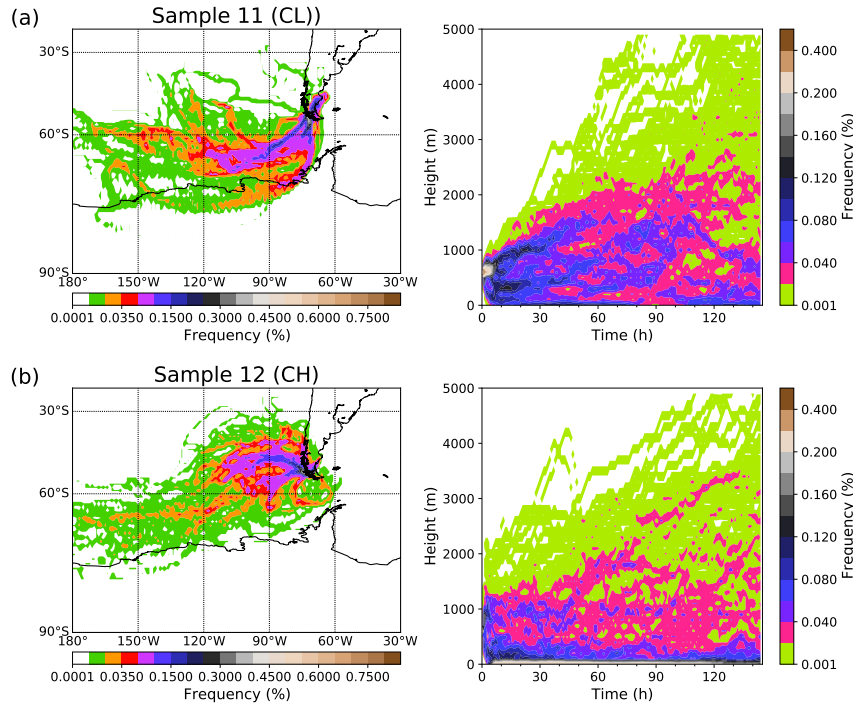 (a)
Sample 11 (CL))
30°S
60°S
90°S
180°
150°W
120°W
90°W
60°W
30°W
0.0001 0.0350 0.1500 0.3000 0.4500 0.6000 0.7500
Frequency (%)
5000
4000
3000
2000
1000
0
Height (m)
0 30 60 90 120
Time (h)
0.400
0.200
0.160
0.120
0.080
0.040
0.001
Frequency (%)
(b)
Sample 12 (CH)
30°S
60°S
90°S
150°W
120°W
90°W
60°W
30°W
0.0001 0.0350 0.1500 0.3000 0.4500 0.6000 0.7500
Frequency (%)
5000
4000
3000
2000
1000
0
Height (m)
0 30 60 90 120
Time (h)
0.400
0.200
0.160
0.120
0.080
0.040
0.001
Frequency (%)